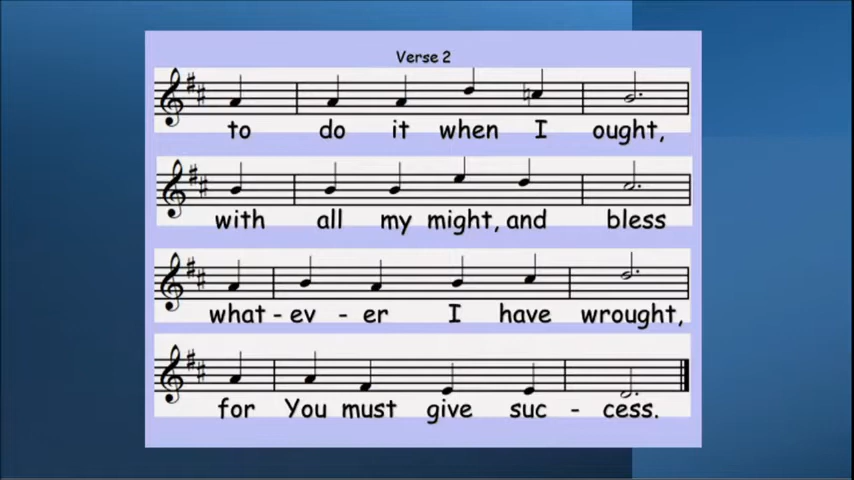 Verse 2
to do it when I ought,
with all my might, and bless
what - ev - er I have wrought,
for You must give suc - cess.